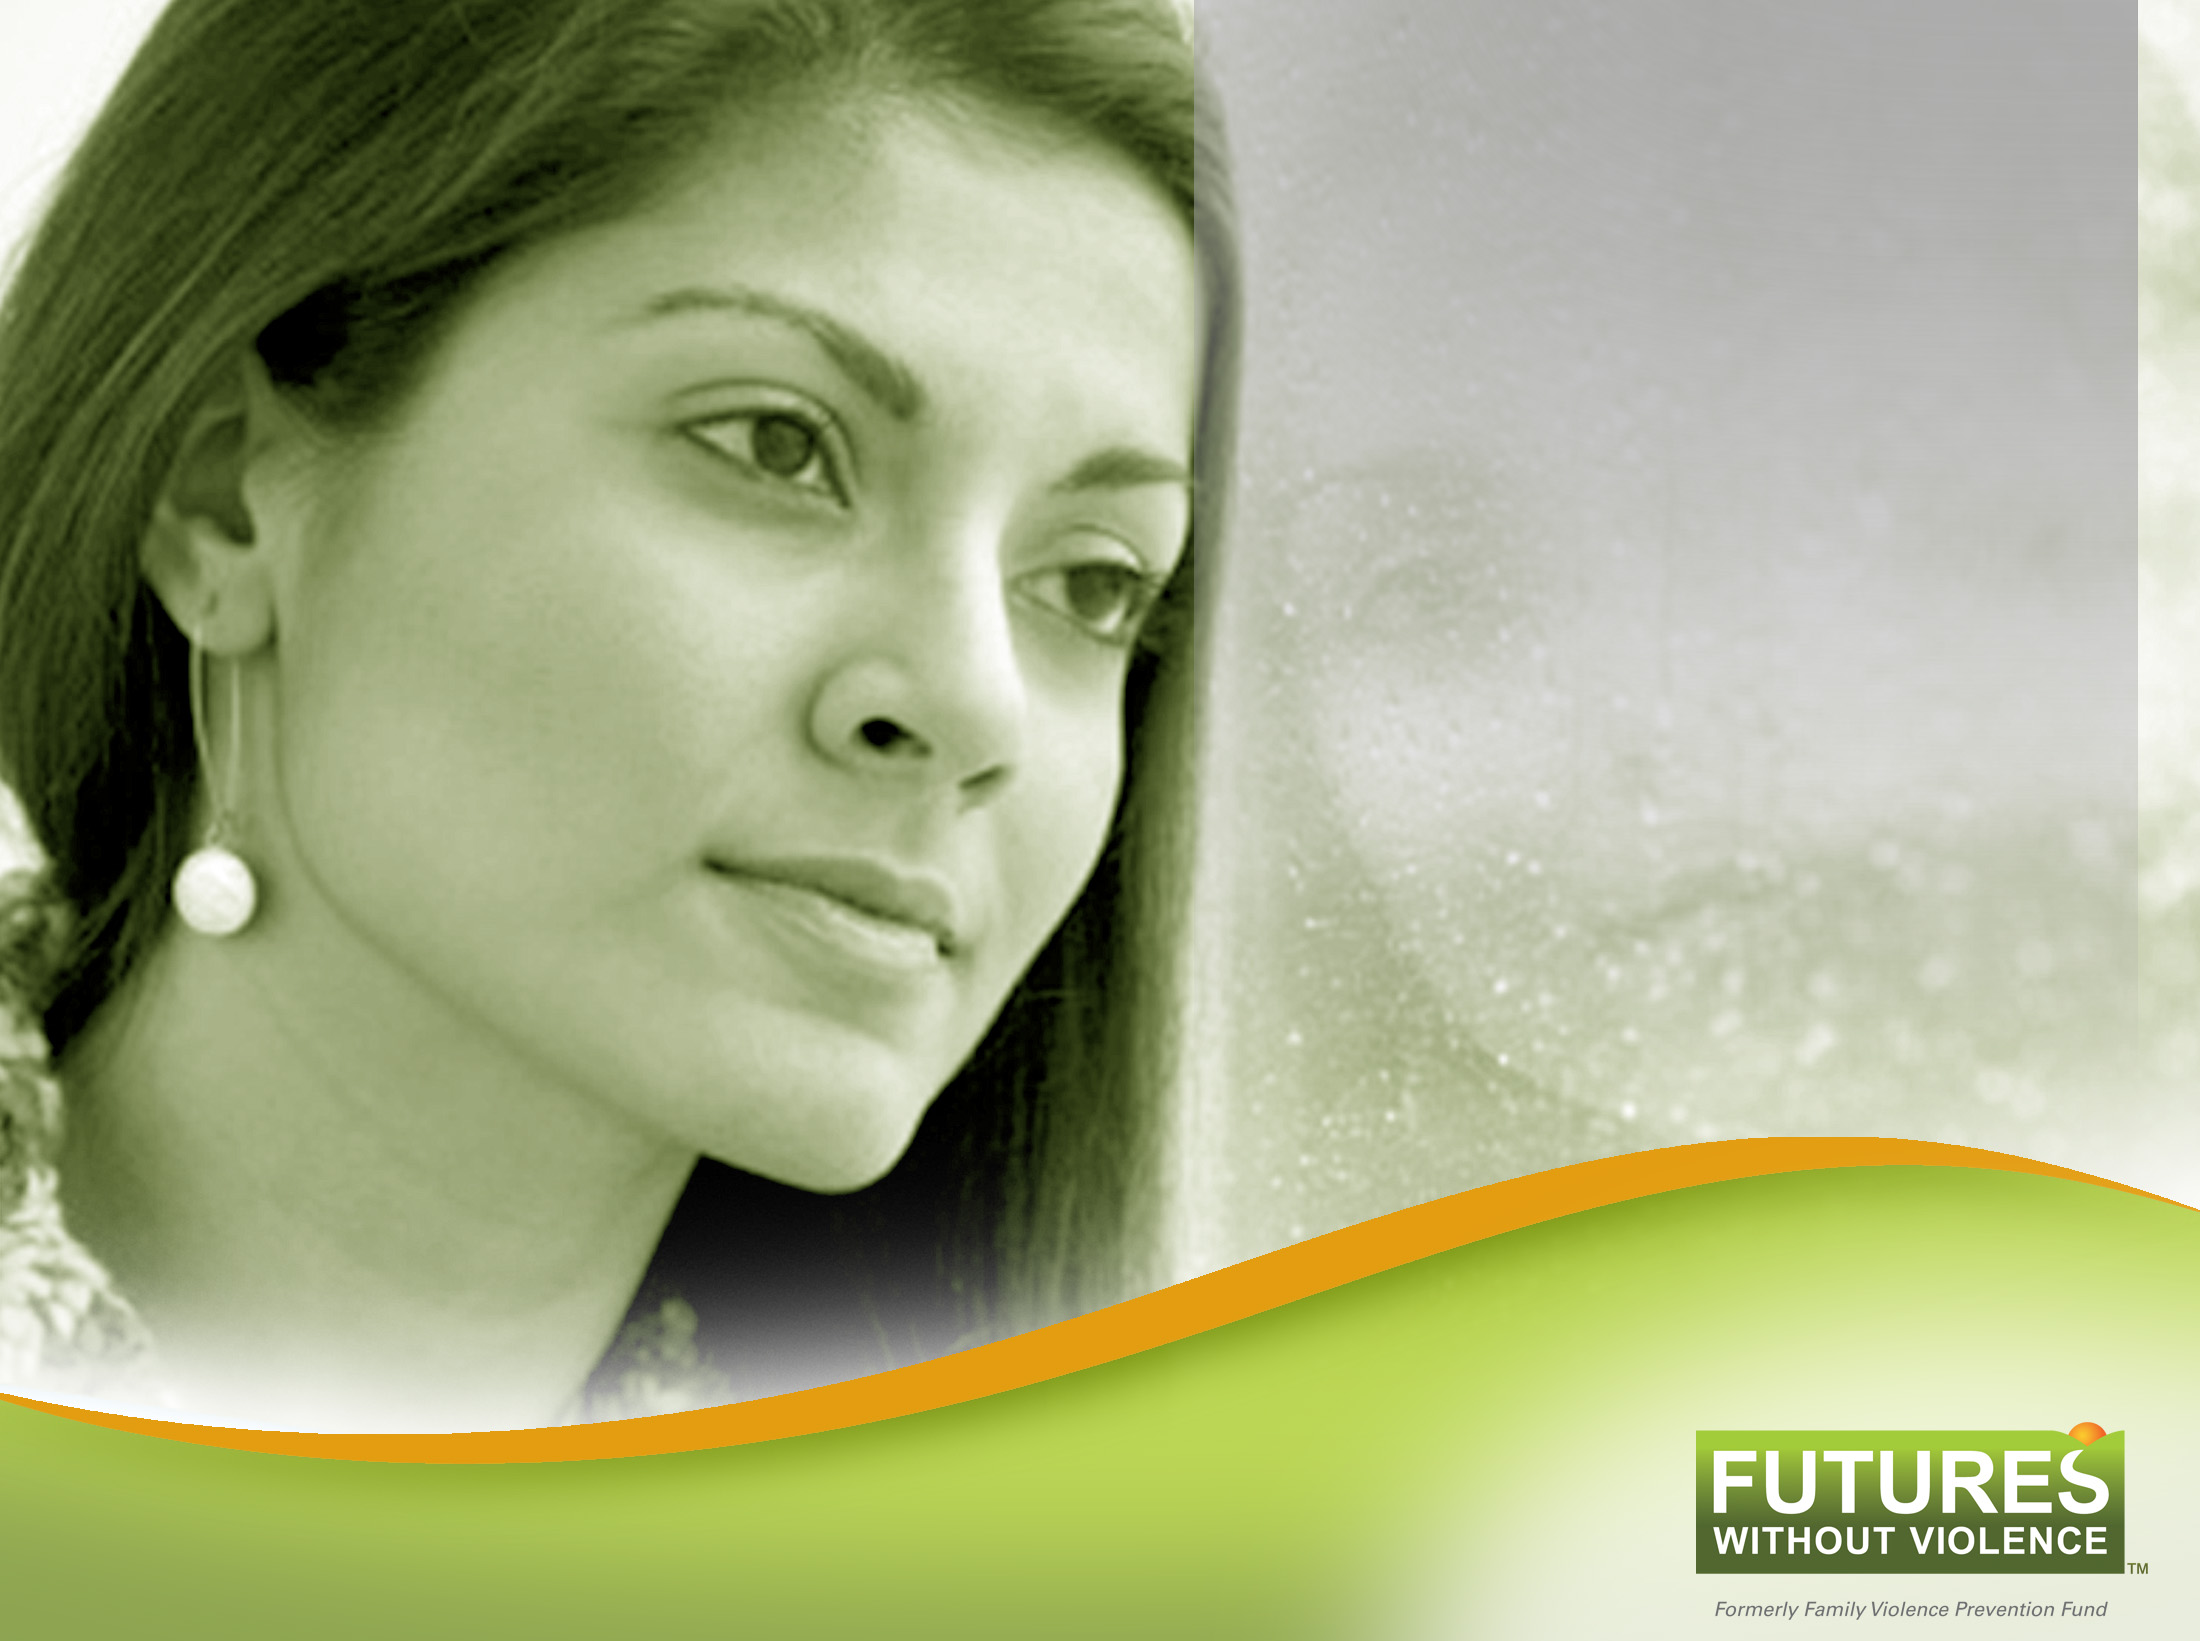 FUTURES
WITHOUT VIOLENCE
TM
Formerly Family Violence Prevention Fund